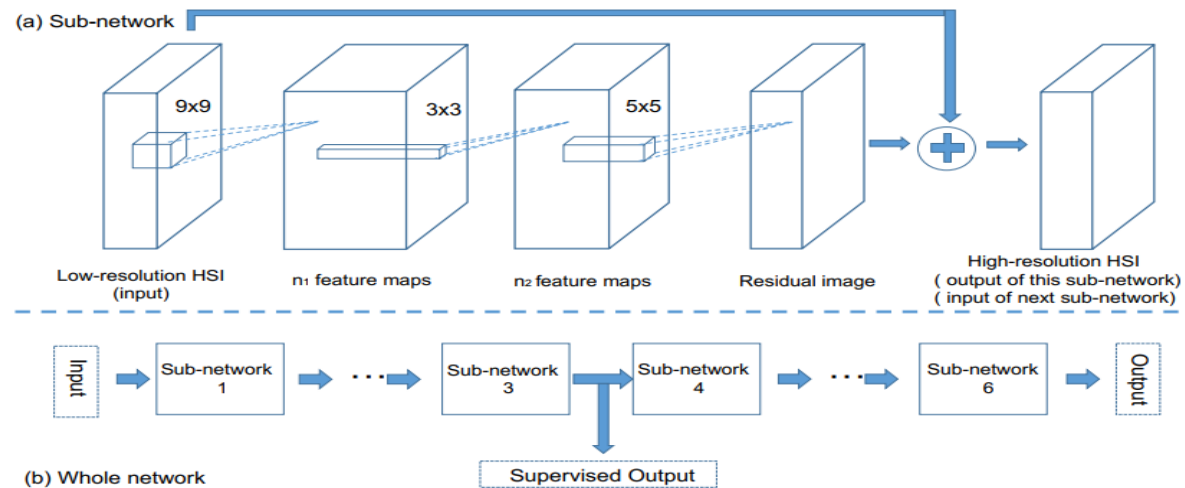 (a) Sub-network
9x9
3x3
5x5
Low-resolution HSI
(input)
n₁ feature maps
n₂ feature maps
Residual image
High-resolution HSI
( output of this sub-network)
( input of next sub-network)
Input
Sub-network
1
...
Sub-network
3
Sub-network
4
...
Sub-network
6
Output
Supervised Output
(b) Whole network